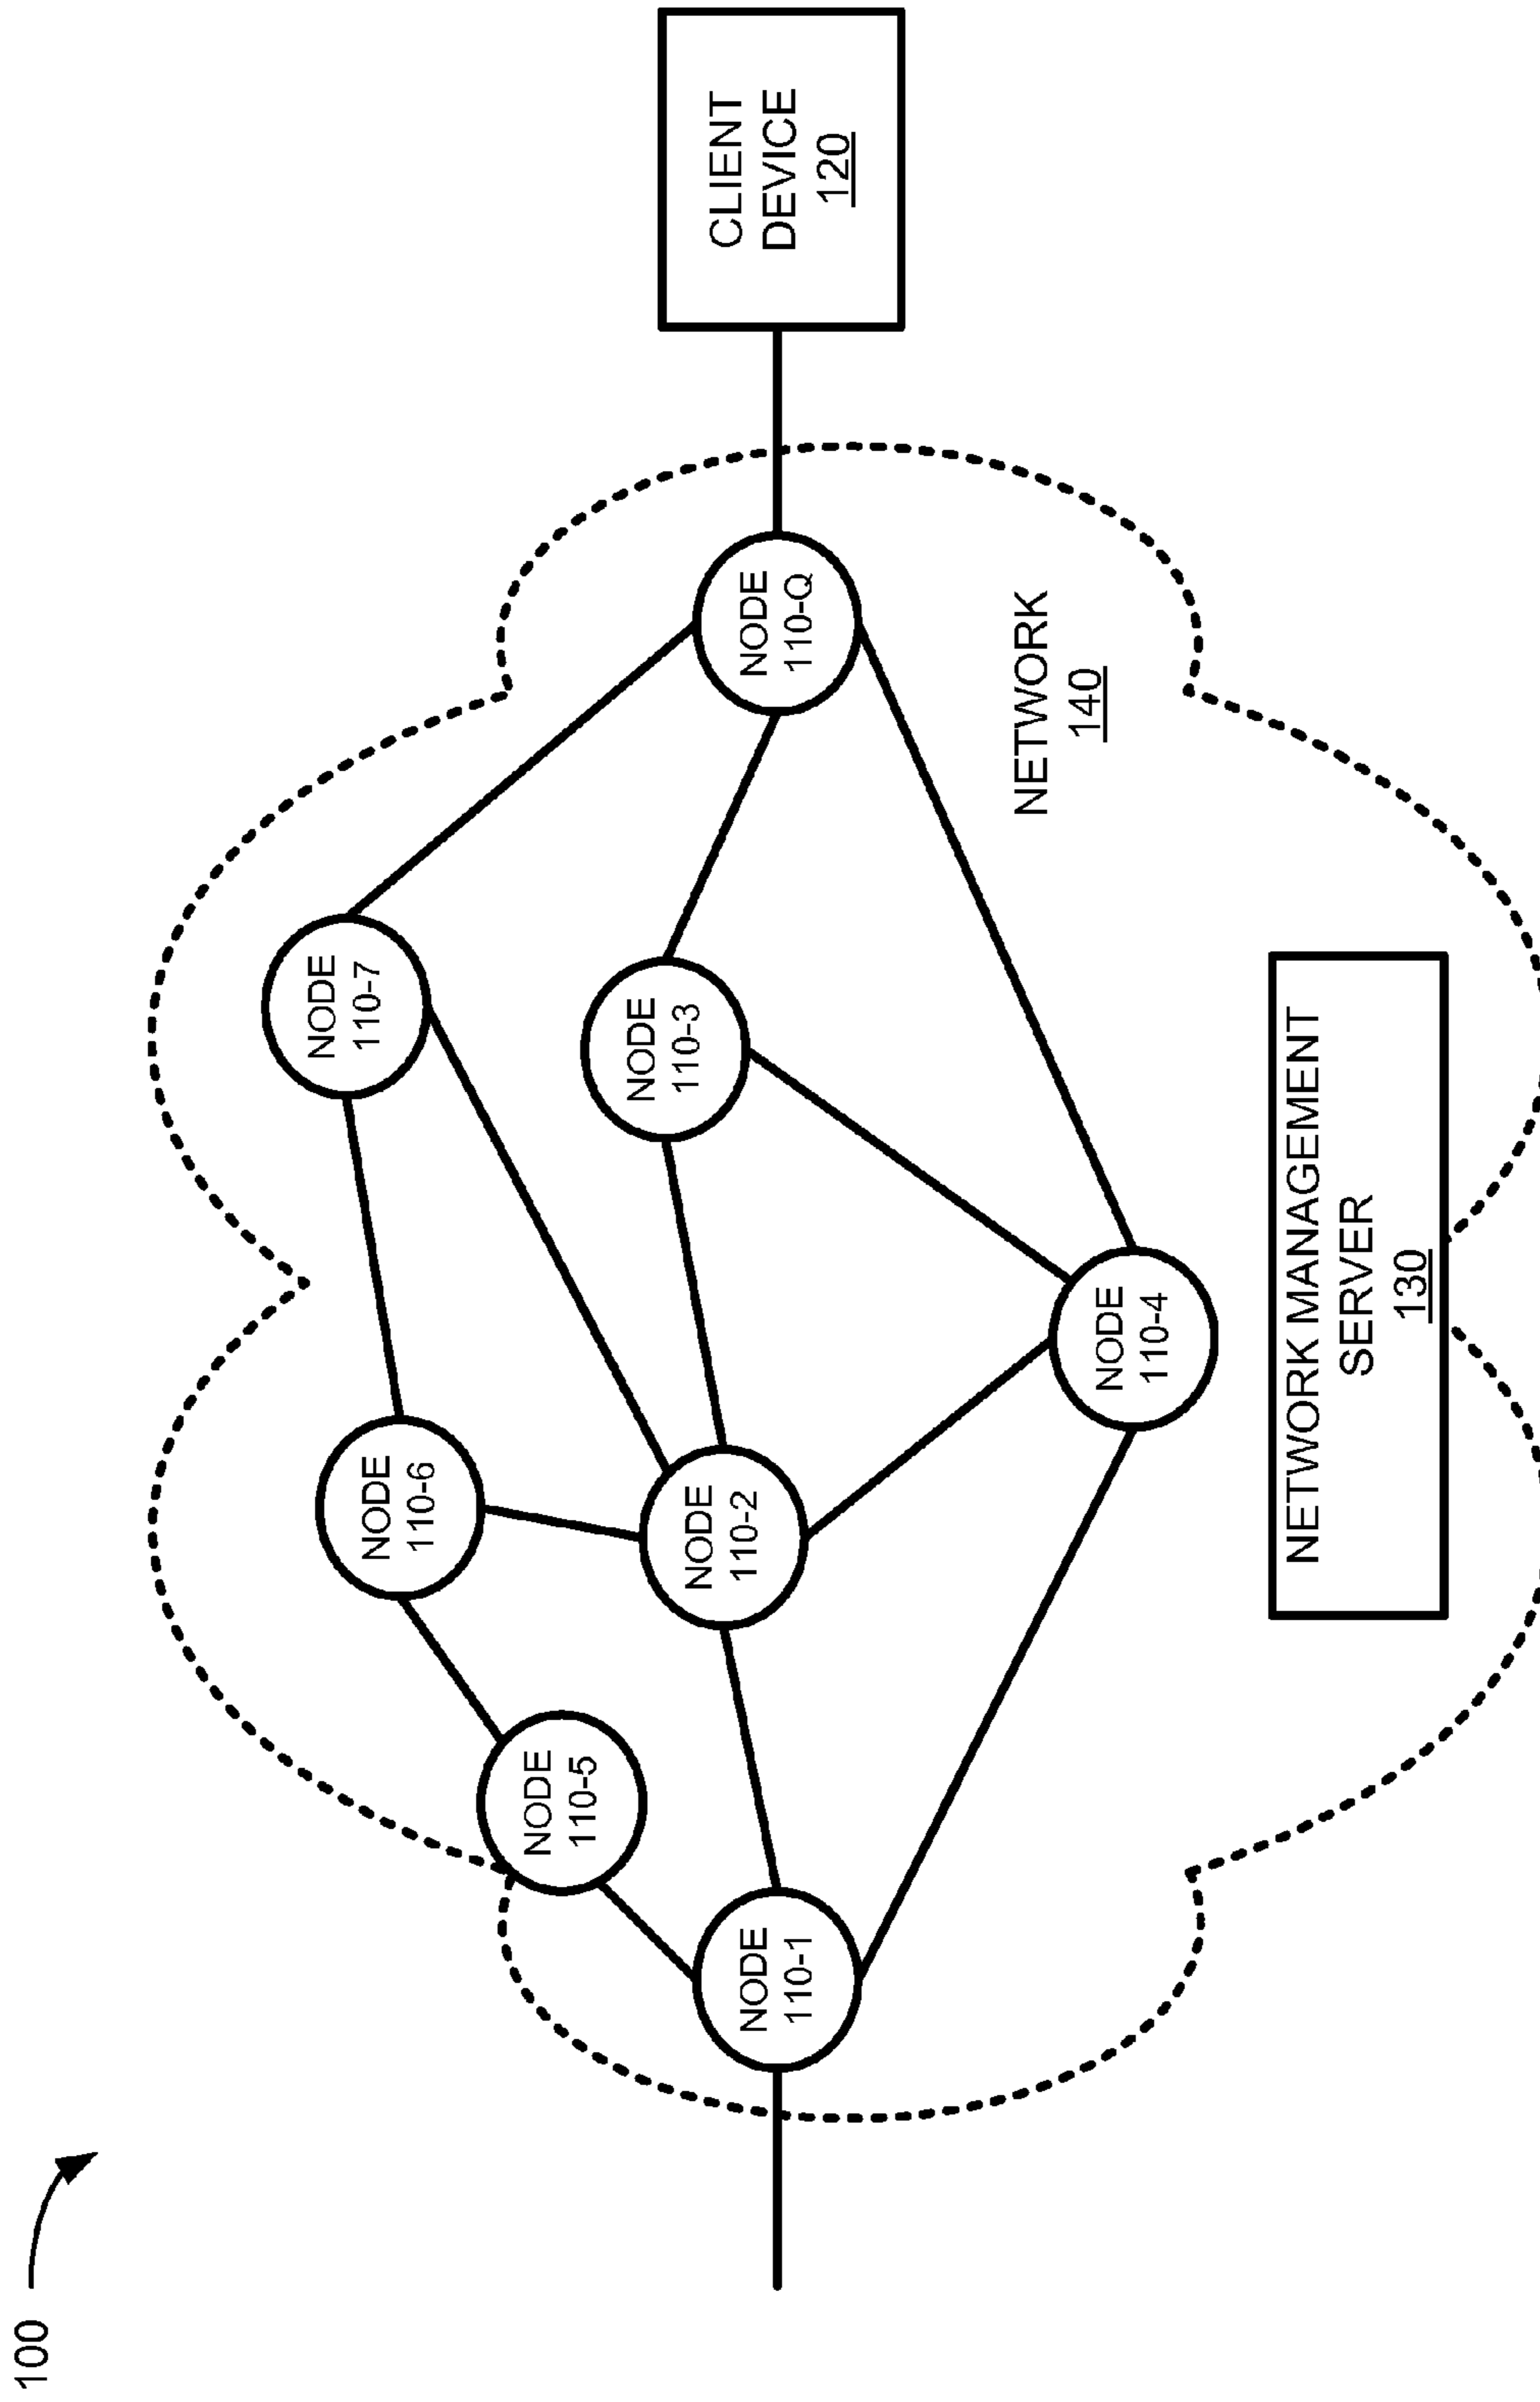 100
NODE
110-7
NODE
110-6
NODE
110-5
NODE
110-3
NODE
110-2
NODE
110-1
NODE
110-Q
CLIENT
DEVICE
120
NODE
110-4
NETWORK
140
NETWORK MANAGEMENT
SERVER
130